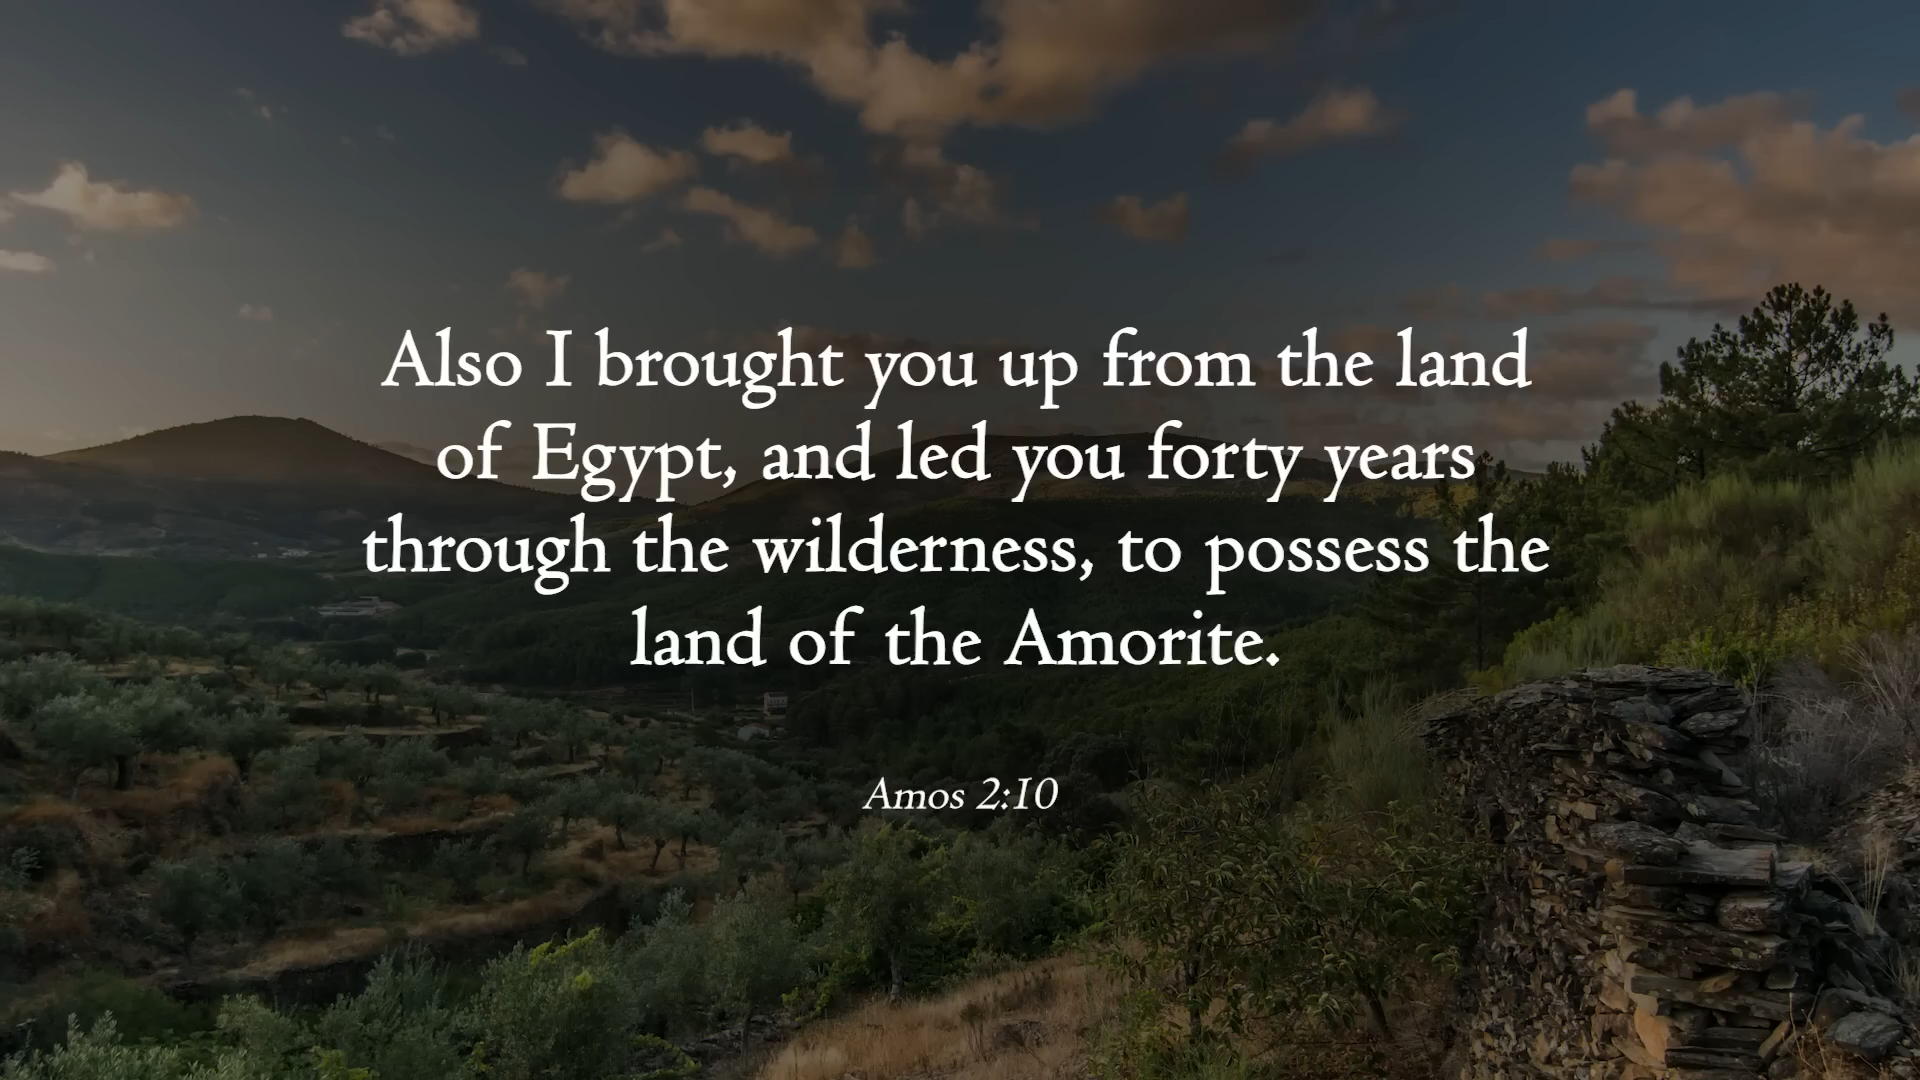 Also I brought you up from the land
of Egypt, and led you forty years
through the wilderness, to possess the
land of the Amorite.
Amos 2:10